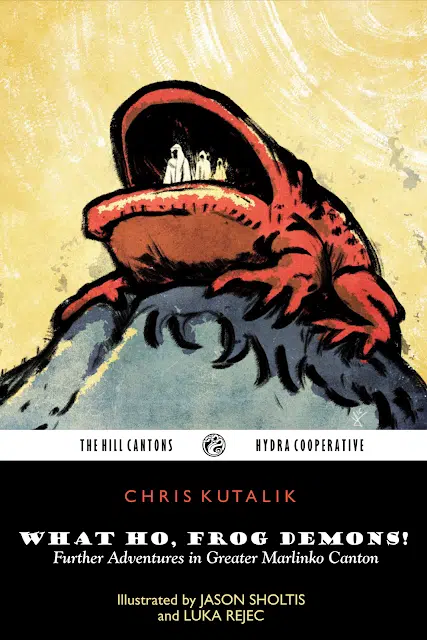 THE HILL CANTONS HYDRA COOPERATIVE
CHRIS KUTALIK
WHAT HO, FROG DEMONS!
Further Adventures in Greater Marlinko Canton
Illustrated by JASON SHOLTIS
and LUKA REJEC